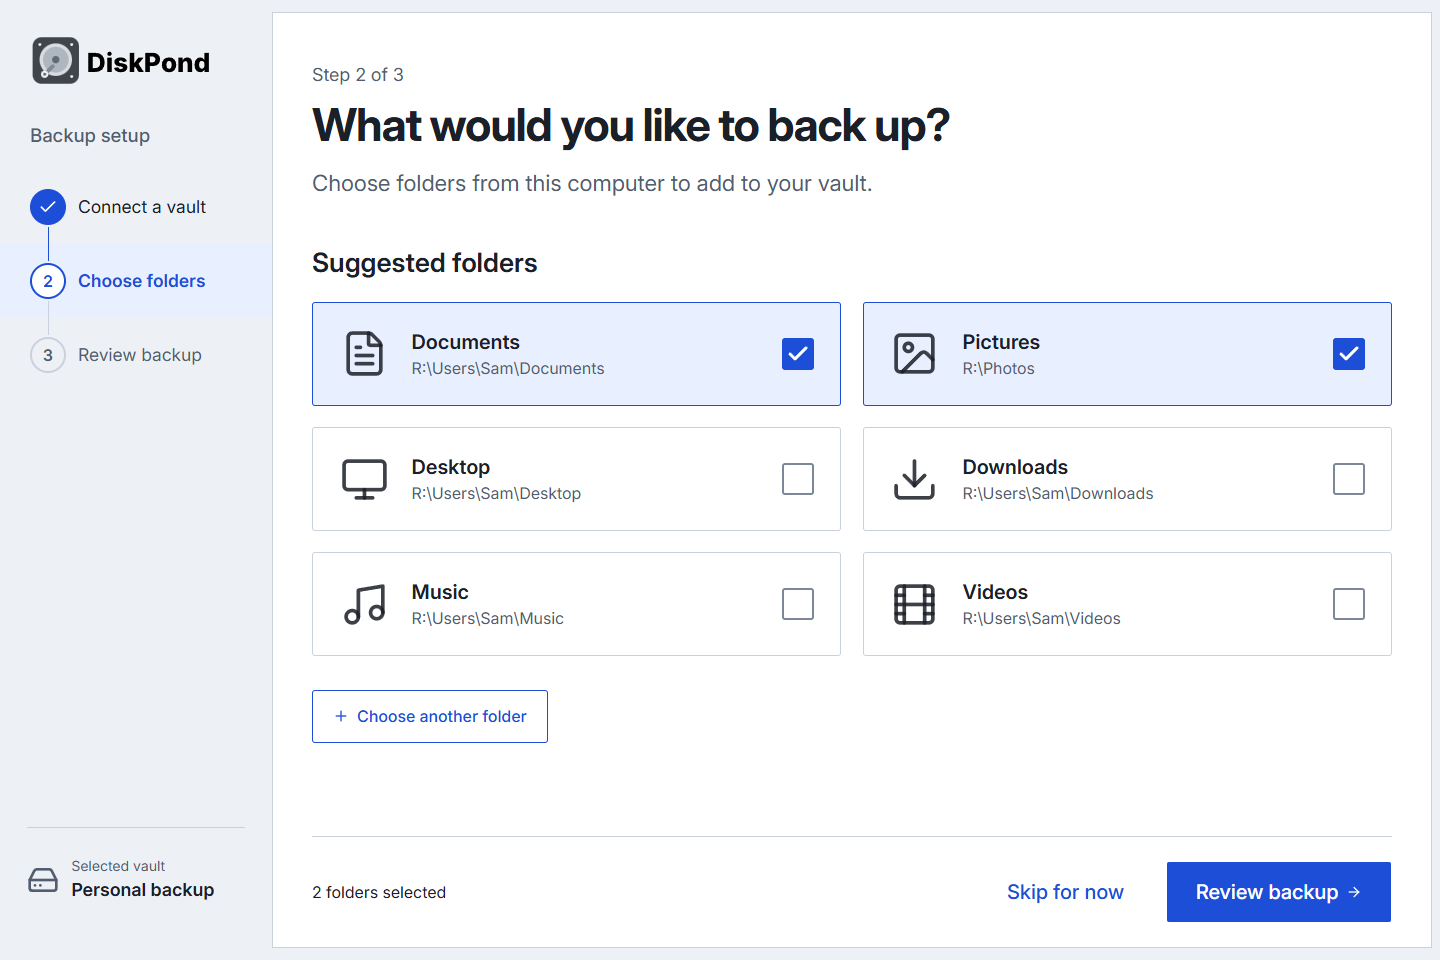 DiskPond
Backup setup
Connect a vault
2 Choose folders
3 Review backup
Selected vault
Personal backup
Step 2 of 3
What would you like to back up?
Choose folders from this computer to add to your vault.
Suggested folders
Documents
R:\Users\Sam\Documents
Pictures
R:\Photos
Desktop
R:\Users\Sam\Desktop
Downloads
R:\Users\Sam\Downloads
Music
R:\Users\Sam\Music
Videos
R:\Users\Sam\Videos
+ Choose another folder
2 folders selected
Skip for now
Review backup →